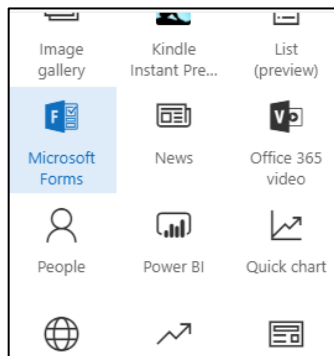 Image
gallery
Kindle
Instant Pre...
List
(preview)
F
Microsoft
Forms
News
V
Office 365
video
People
Power BI
Quick chart